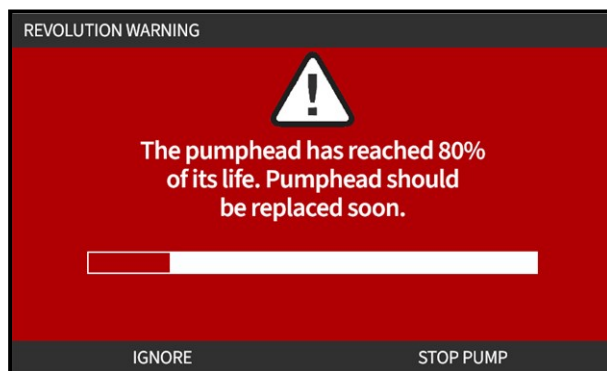 REVOLUTION WARNING
!
The pumphead has reached 80%
of its life. Pumphead should
be replaced soon.
IGNORE STOP PUMP